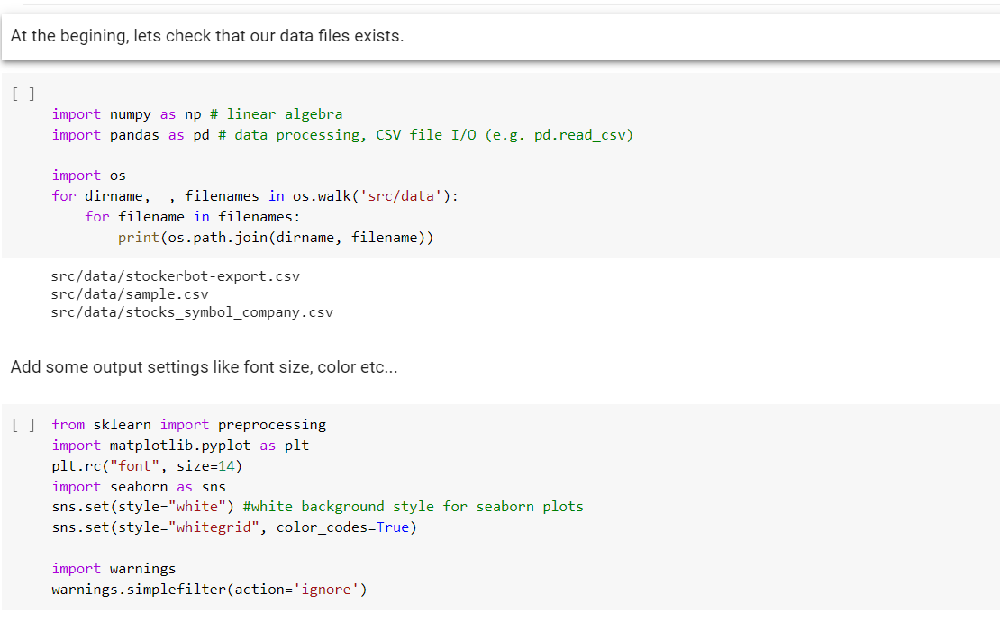 At the begining, lets check that our data files exists.
[ ]
import numpy as np # linear algebra
import pandas as pd # data processing, CSV file I/O (e.g. pd.read_csv)
import os
for dirname, _, filenames in os.walk('src/data'):
    for filename in filenames:
        print(os.path.join(dirname, filename))
src/data/stockerbot-export.csv
src/data/sample.csv
src/data/stocks_symbol_company.csv
Add some output settings like font size, color etc...
[ ] from sklearn import preprocessing
import matplotlib.pyplot as plt
plt.rc("font", size=14)
import seaborn as sns
sns.set(style="white") #white background style for seaborn plots
sns.set(style="whitegrid", color_codes=True)
import warnings
warnings.simplefilter(action='ignore')